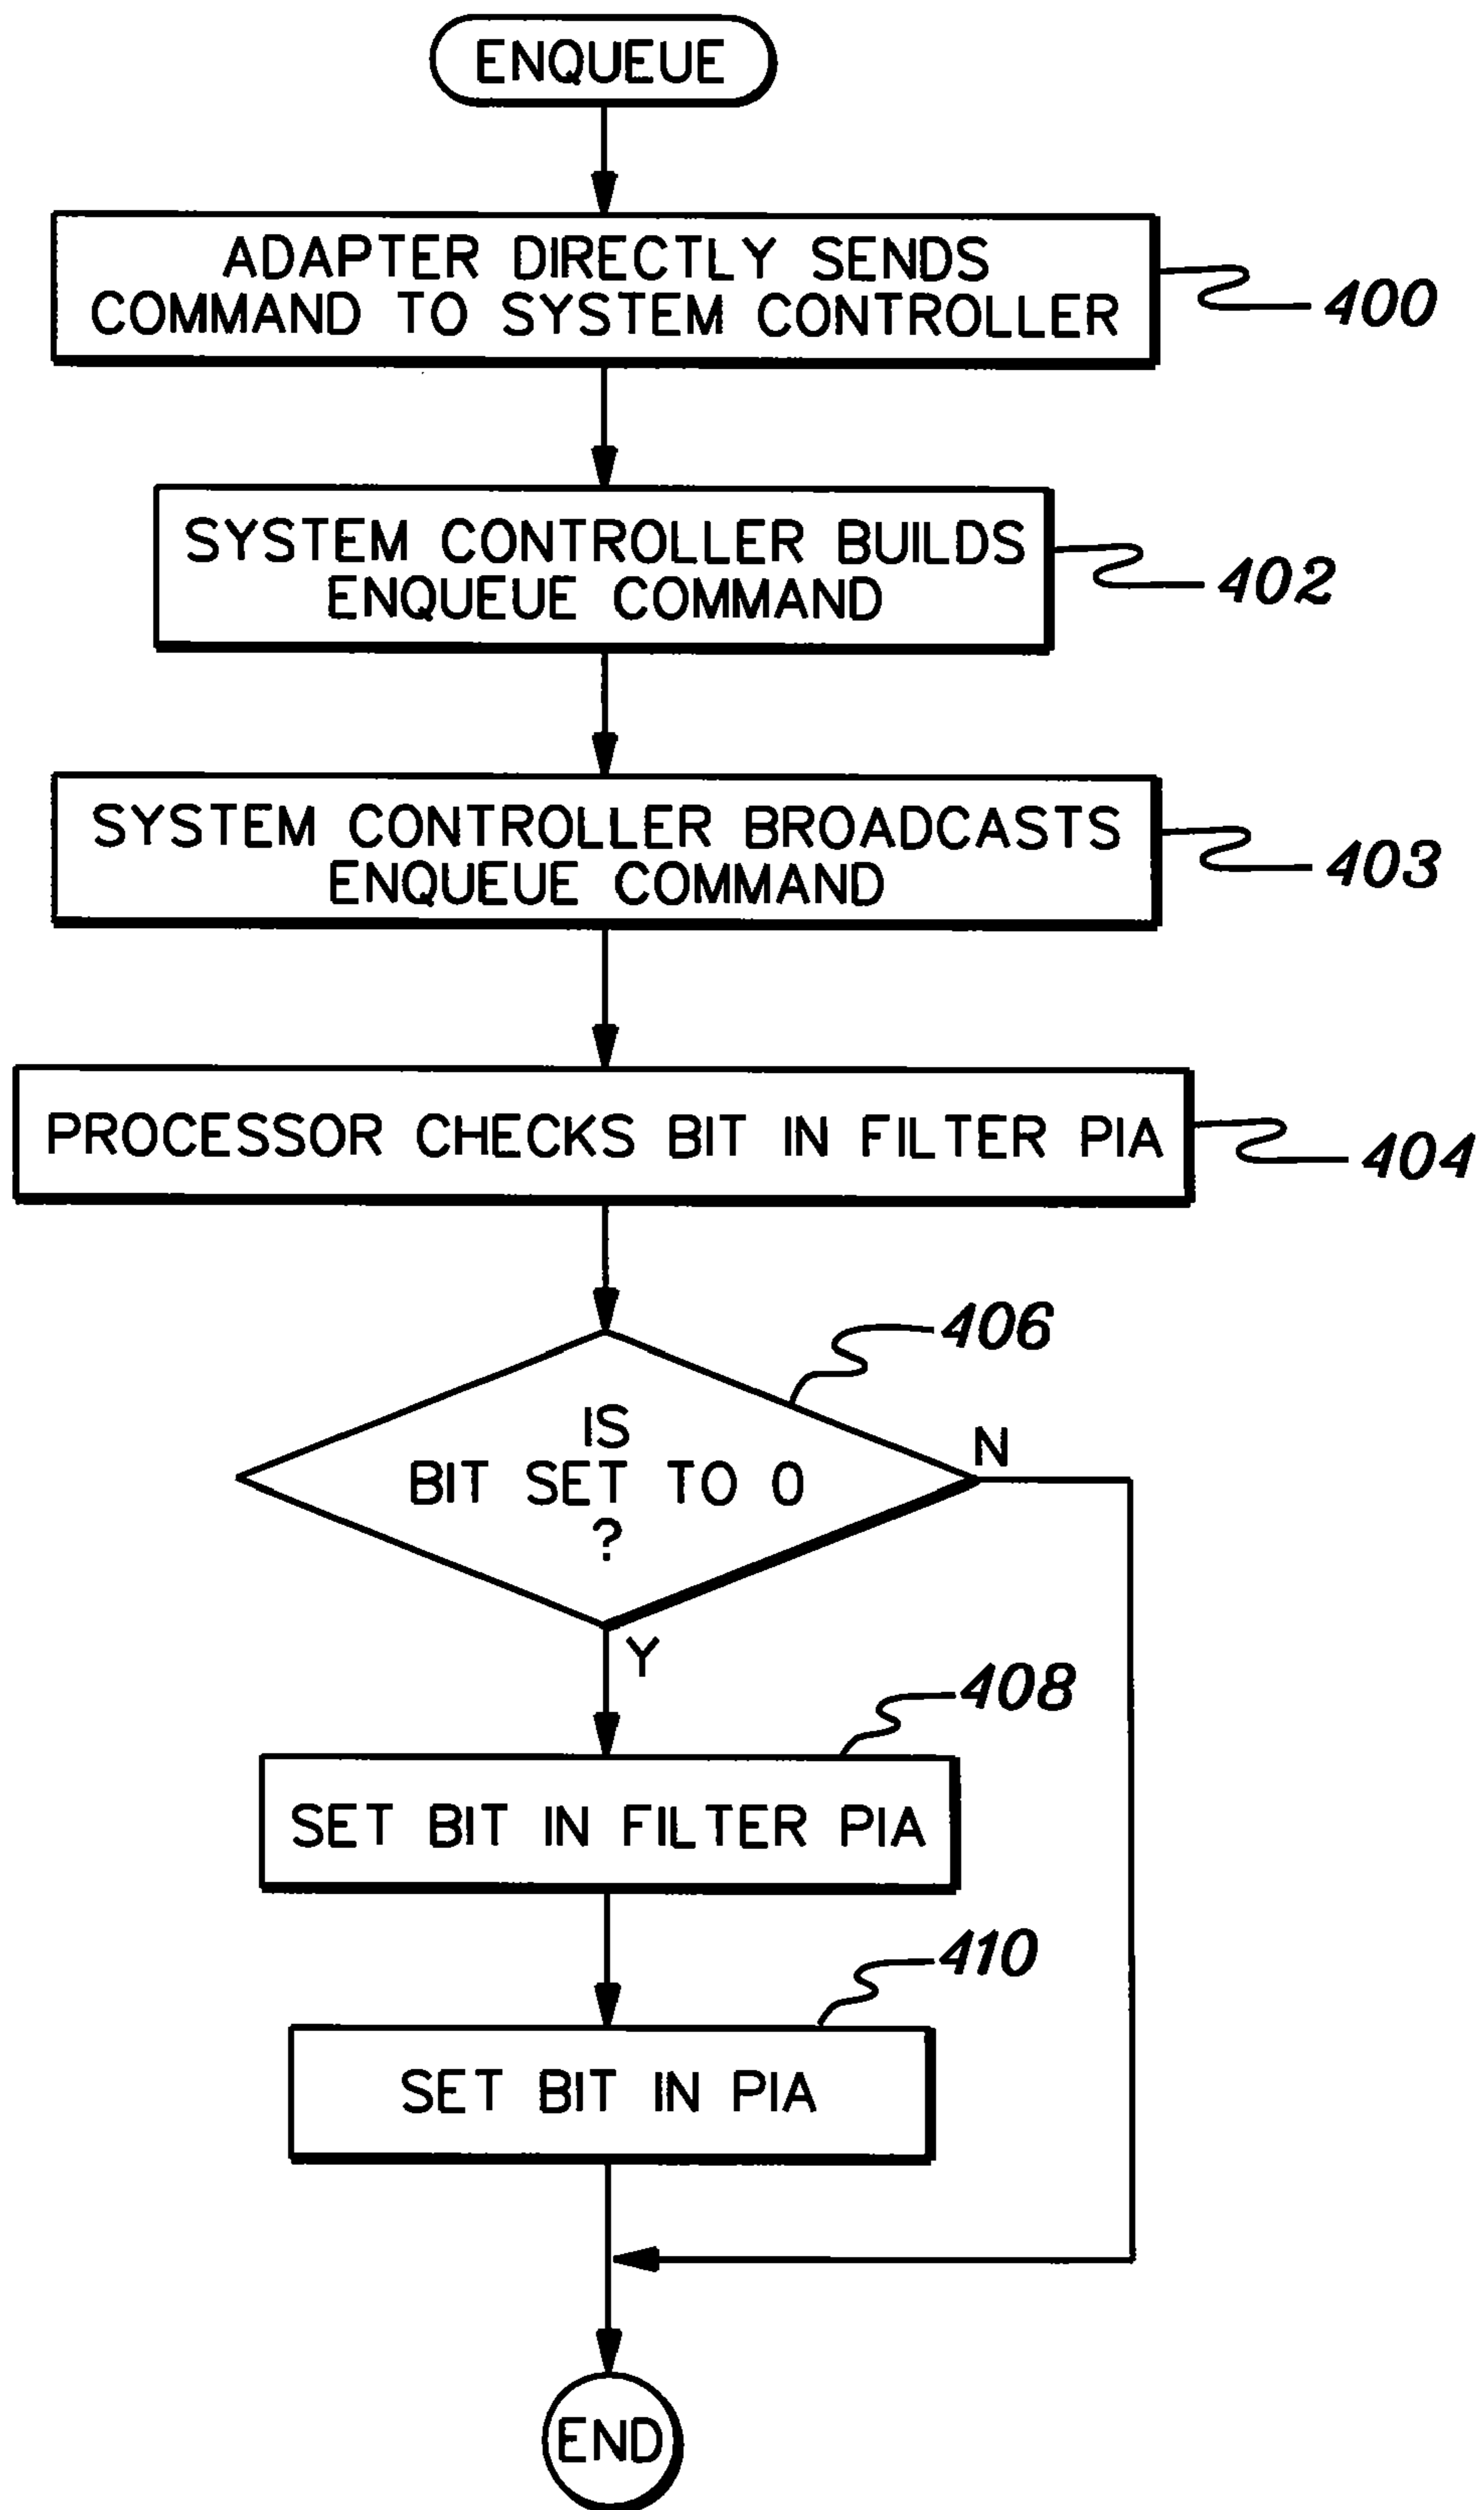 ENQUEUE
ADAPTER DIRECTLY SENDS
COMMAND TO SYSTEM CONTROLLER
400
SYSTEM CONTROLLER BUILDS
ENQUEUE COMMAND
402
SYSTEM CONTROLLER BROADCASTS
ENQUEUE COMMAND
403
PROCESSOR CHECKS BIT IN FILTER PIA
404
406
IS
BIT SET TO 0
?
N
Y
408
SET BIT IN FILTER PIA
410
SET BIT IN PIA
END